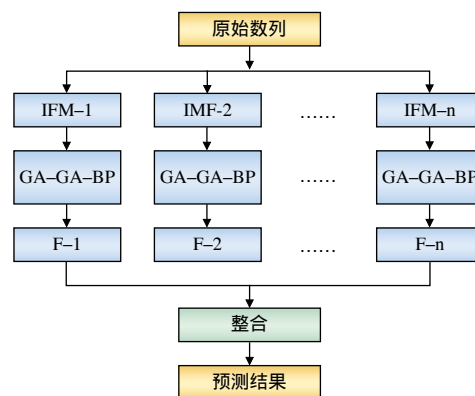 原始数列
IFM–1 IMF-2 …… IFM–n
GA–GA–BP GA–GA–BP …… GA–GA–BP
F–1 F–2 …… F–n
整合
预测结果